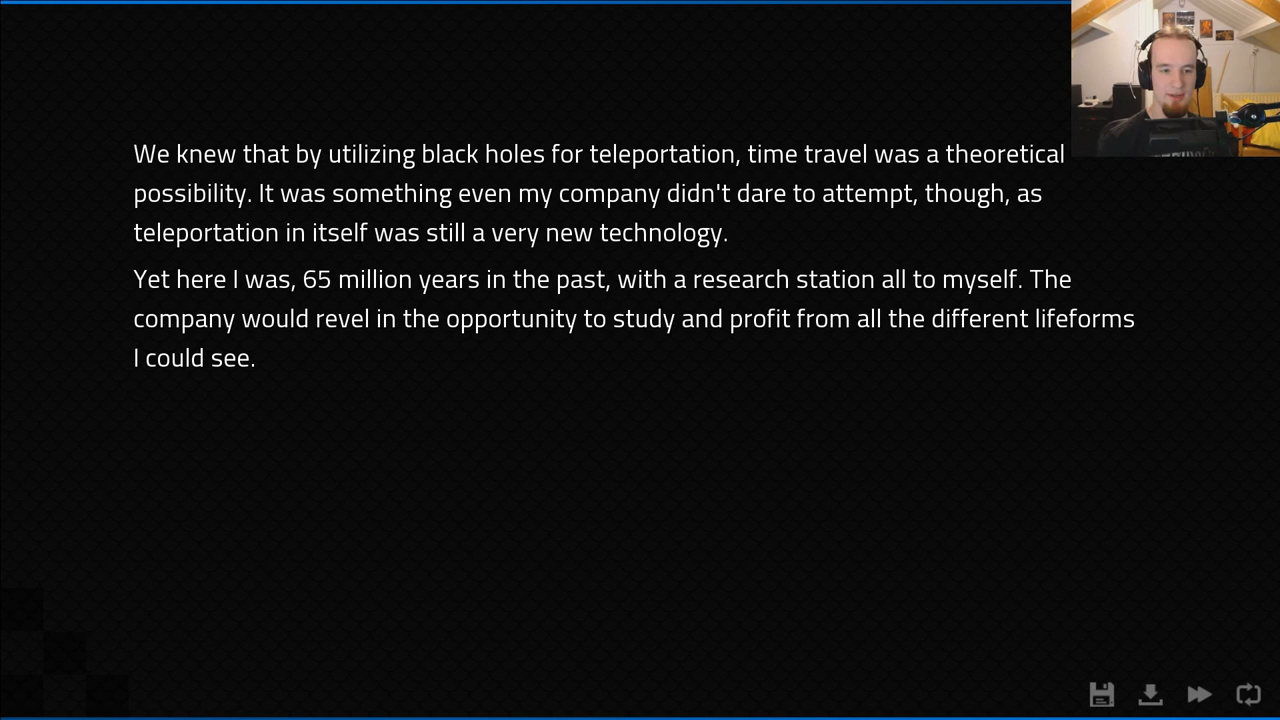 We knew that by utilizing black holes for teleportation, time travel was a theoretical
possibility. It was something even my company didn't dare to attempt, though, as
teleportation in itself was still a very new technology.
Yet here I was, 65 million years in the past, with a research station all to myself. The
company would revel in the opportunity to study and profit from all the different lifeforms
I could see.